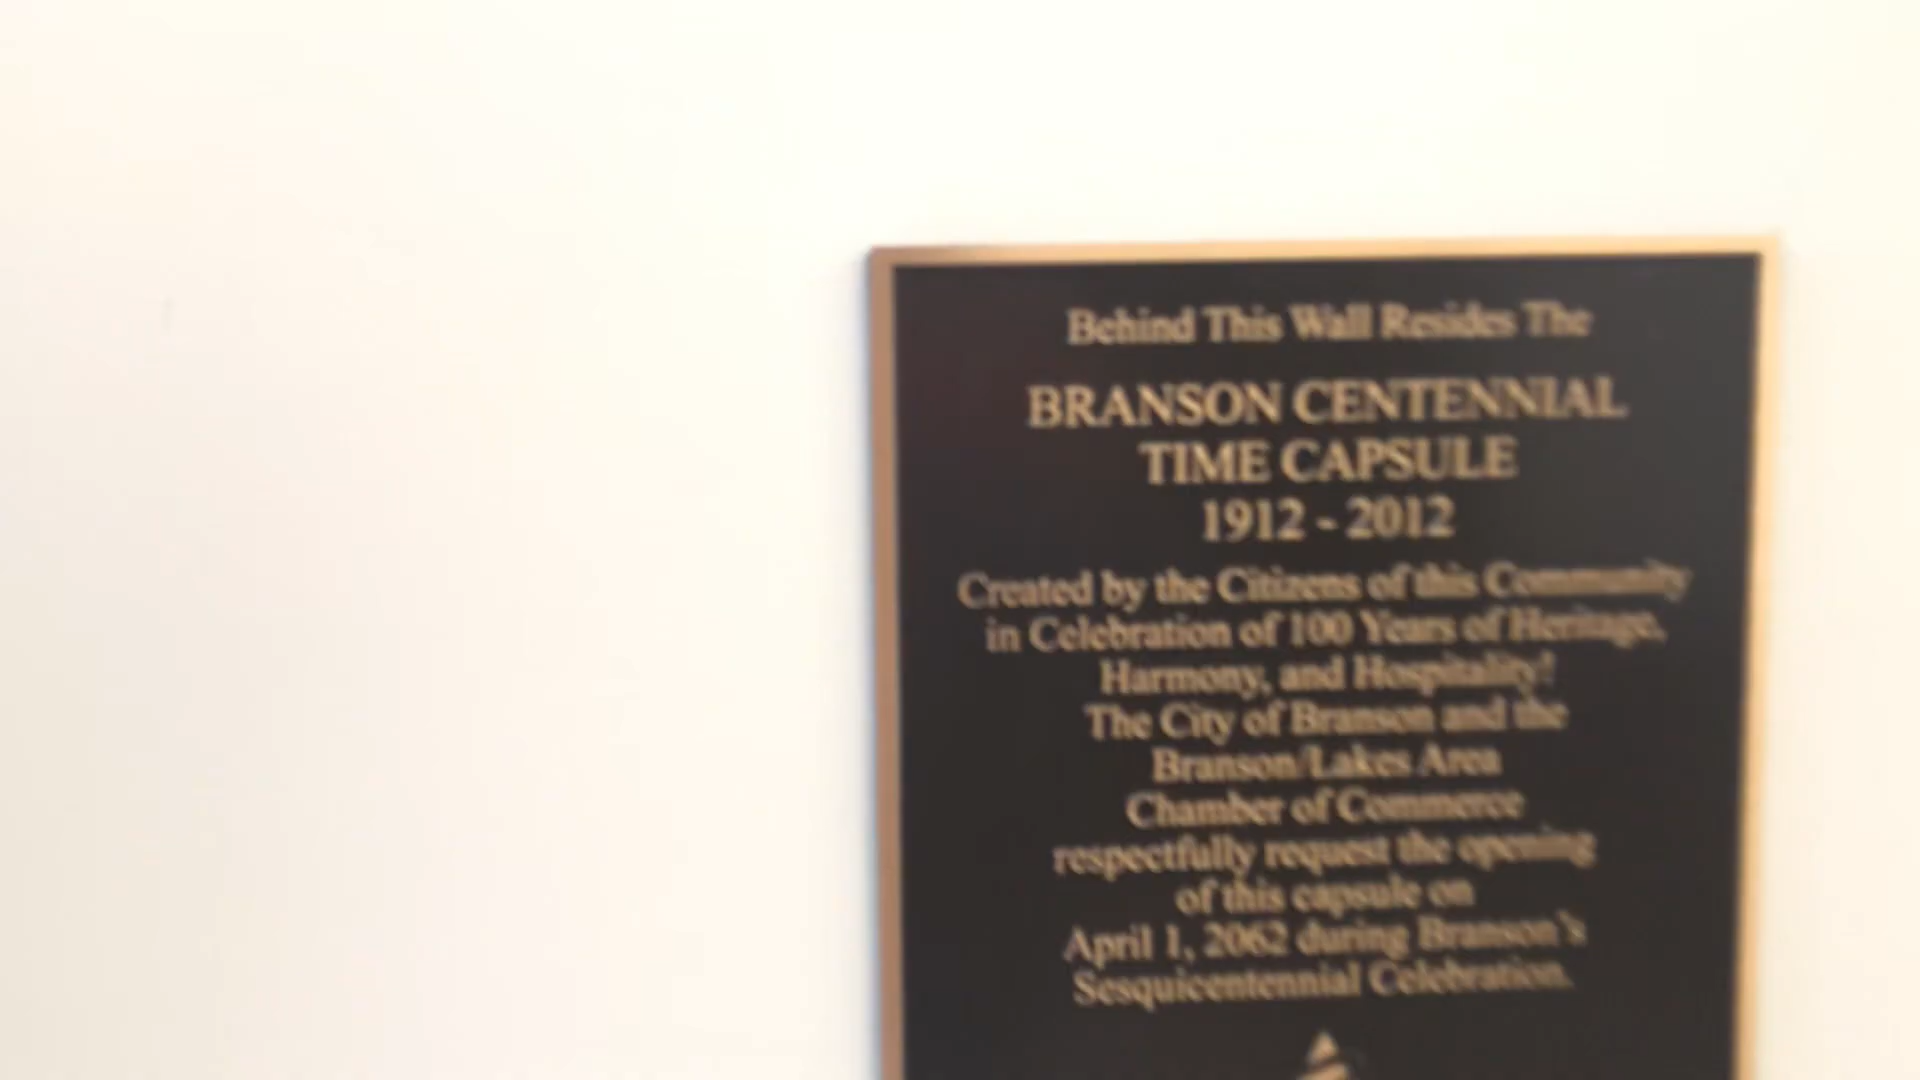 Behind This Wall Resides The
BRANSON CENTENNIAL
TIME CAPSULE
1912 - 2012
Created by the Citizens of this Community
in Celebration of 100 Years of Heritage,
Harmony, and Hospitality!
The City of Branson and the
Branson/Lakes Area
Chamber of Commerce
respectfully request the opening
of this capsule on
April 1, 2062 during Branson's
Sesquicentennial Celebration.